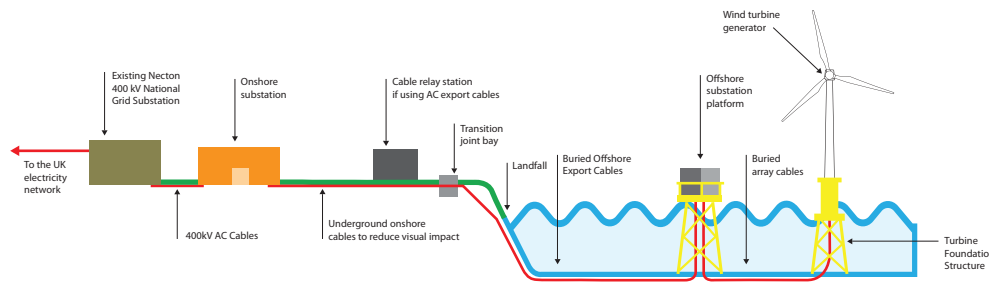 Wind turbine
generator
Existing Necton
400 kV National
Grid Substation
Onshore
substation
Cable relay station
if using AC export cables
Offshore
substation
platform
Transition
joint bay
Landfall
Buried Offshore
Export Cables
Buried
array cables
To the UK
electricity
network
400kV AC Cables
Underground onshore
cables to reduce visual impact
Turbine
Foundatio
Structure